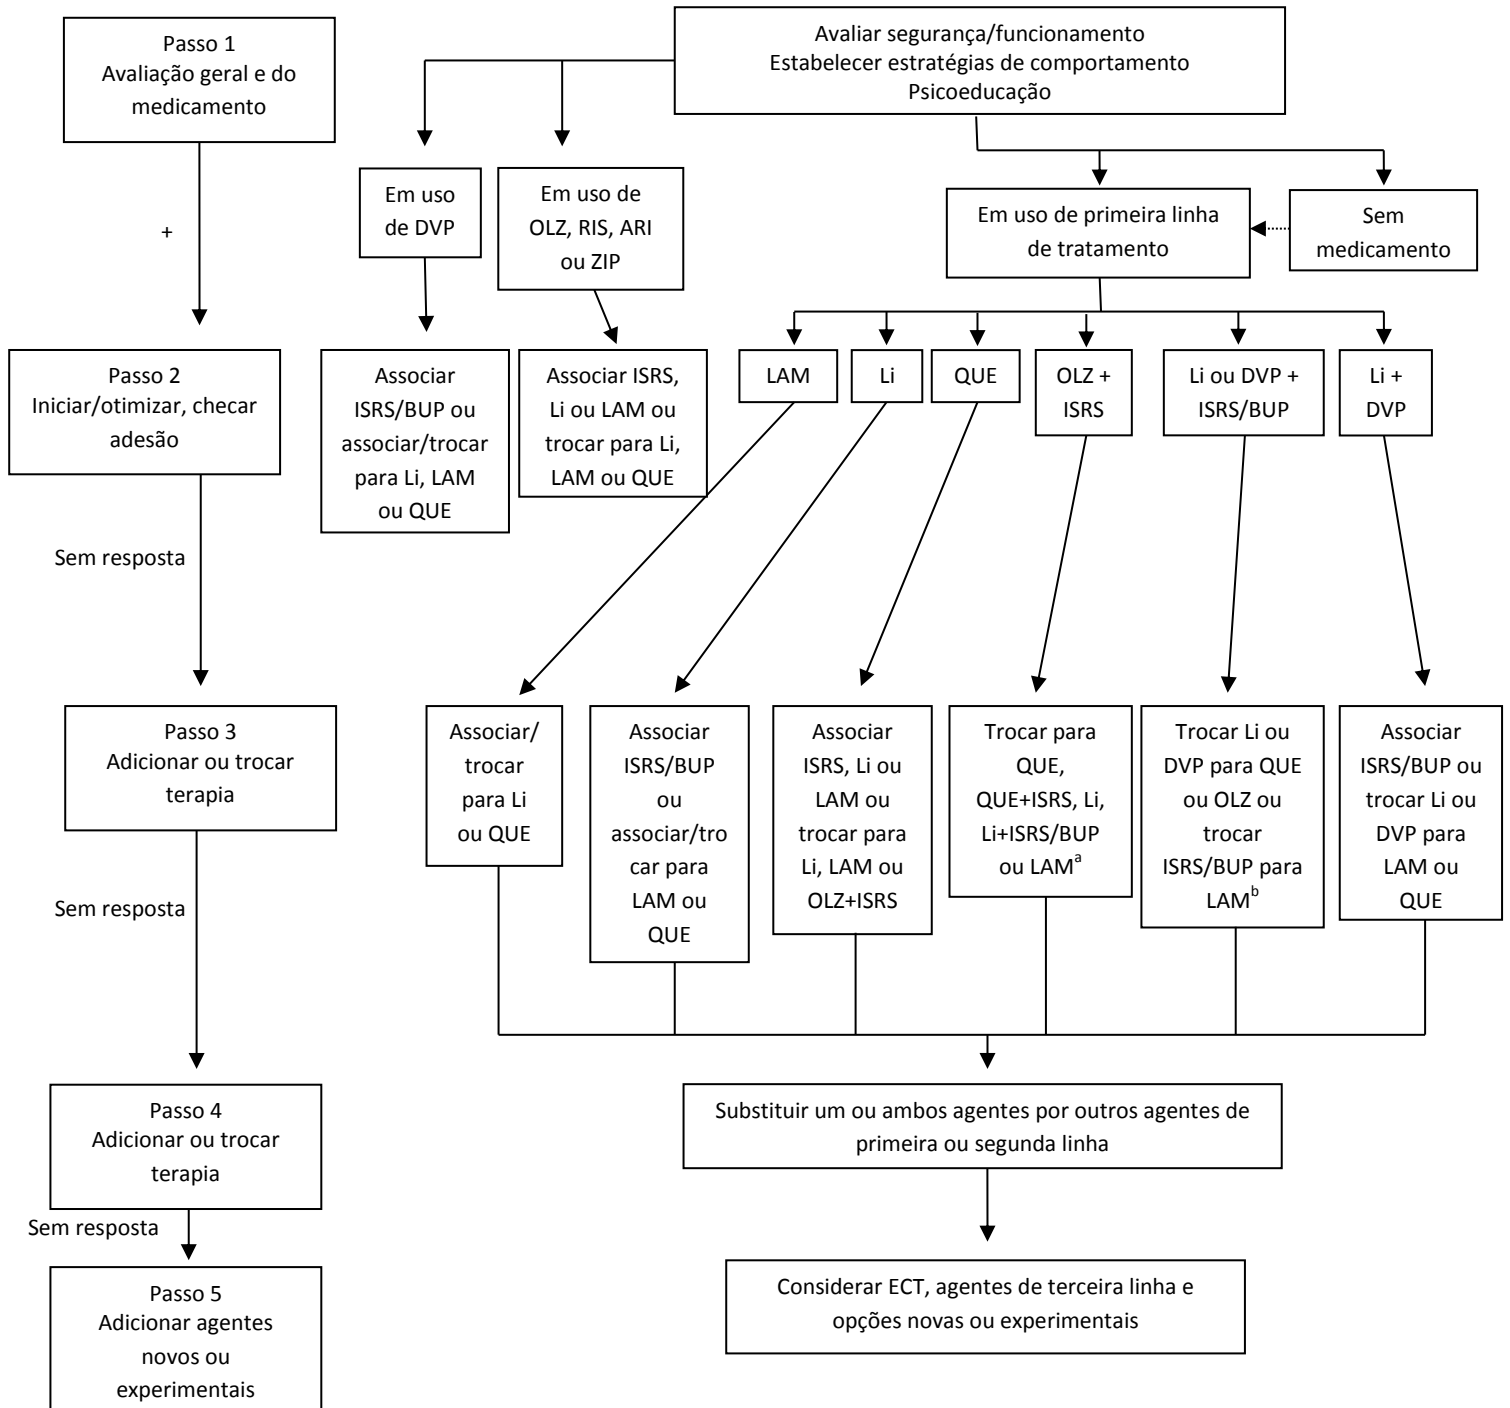 Passo 1
Avaliação geral e do
medicamento
Avaliar segurança/funcionamento
Estabelecer estratégias de comportamento
Psicoeducação
+
Em uso
de DVP
Em uso de
OLZ, RIS, ARI
ou ZIP
Em uso de primeira linha
de tratamento
Sem
medicamento
Passo 2
Iniciar/otimizar, checar
adesão
Associar
ISRS/BUP ou
associar/trocar
para Li, LAM
ou QUE
Associar ISRS,
Li ou LAM ou
trocar para Li,
LAM ou QUE
LAM
Li
QUE
OLZ +
ISRS
Li ou DVP +
ISRS/BUP
Li +
DVP
Sem resposta
Passo 3
Adicionar ou trocar
terapia
Associar/
trocar
para Li
ou QUE
Associar
ISRS/BUP
ou
associar/tro
car para
LAM ou
QUE
Associar
ISRS, Li ou
LAM ou
trocar para
Li, LAM ou
OLZ+ISRS
Trocar para
QUE,
QUE+ISRS, Li,
Li+ISRS/BUP
ou LAMᵃ
Trocar Li ou
DVP para QUE
ou OLZ ou
trocar
ISRS/BUP para
LAMᵇ
Associar
ISRS/BUP ou
trocar Li ou
DVP para
LAM ou
QUE
Sem resposta
Passo 4
Adicionar ou trocar
terapia
Substituir um ou ambos agentes por outros agentes de
primeira ou segunda linha
Sem resposta
Passo 5
Adicionar agentes
novos ou
experimentais
Considerar ECT, agentes de terceira linha e
opções novas ou experimentais